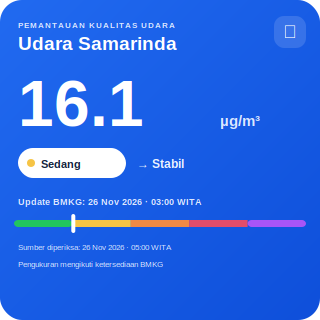 PEMANTAUAN KUALITAS UDARA
Udara Samarinda
16.1
µg/m³
Sedang
→ Stabil
Update BMKG: 26 Nov 2026 · 03:00 WITA
Sumber diperiksa: 26 Nov 2026 · 05:00 WITA
Pengukuran mengikuti ketersediaan BMKG